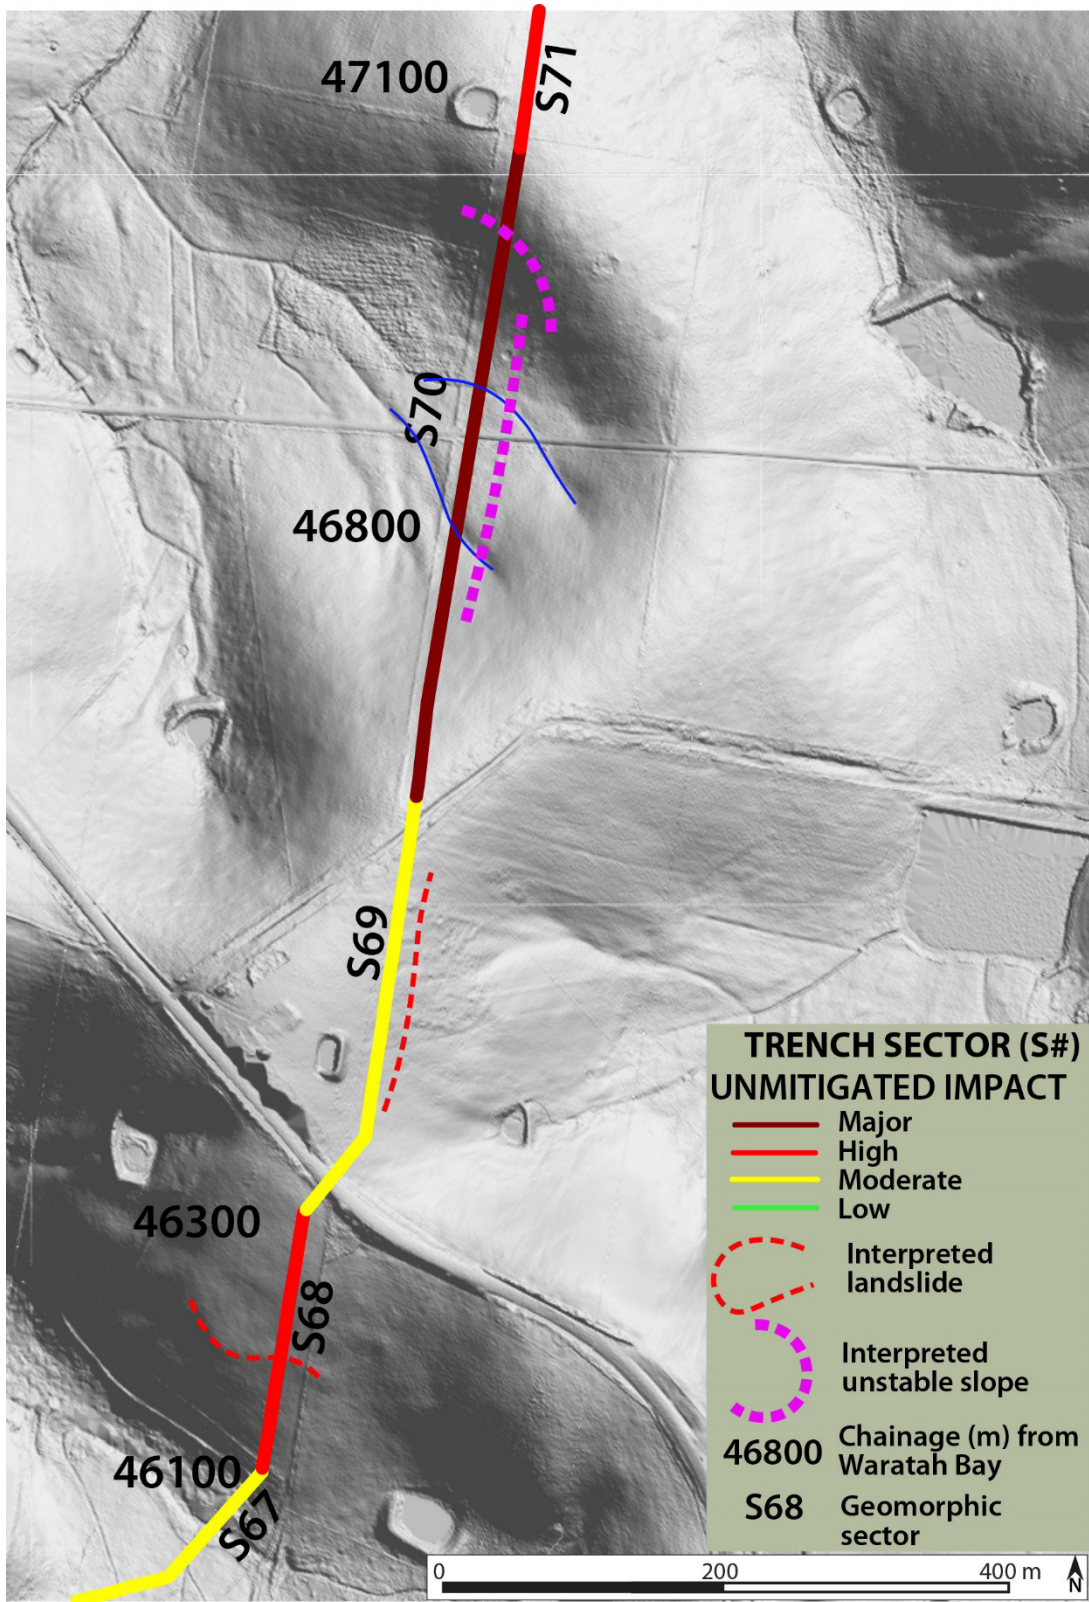 47100
S71
S70
46800
S69
46300
S68
46100
S67
TRENCH SECTOR (S#)
UNMITIGATED IMPACT
Major
High
Moderate
Low
Interpreted
landslide
Interpreted
unstable slope
46800 Chainage (m) from
Waratah Bay
S68 Geomorphic
sector
0 200 400 m
N